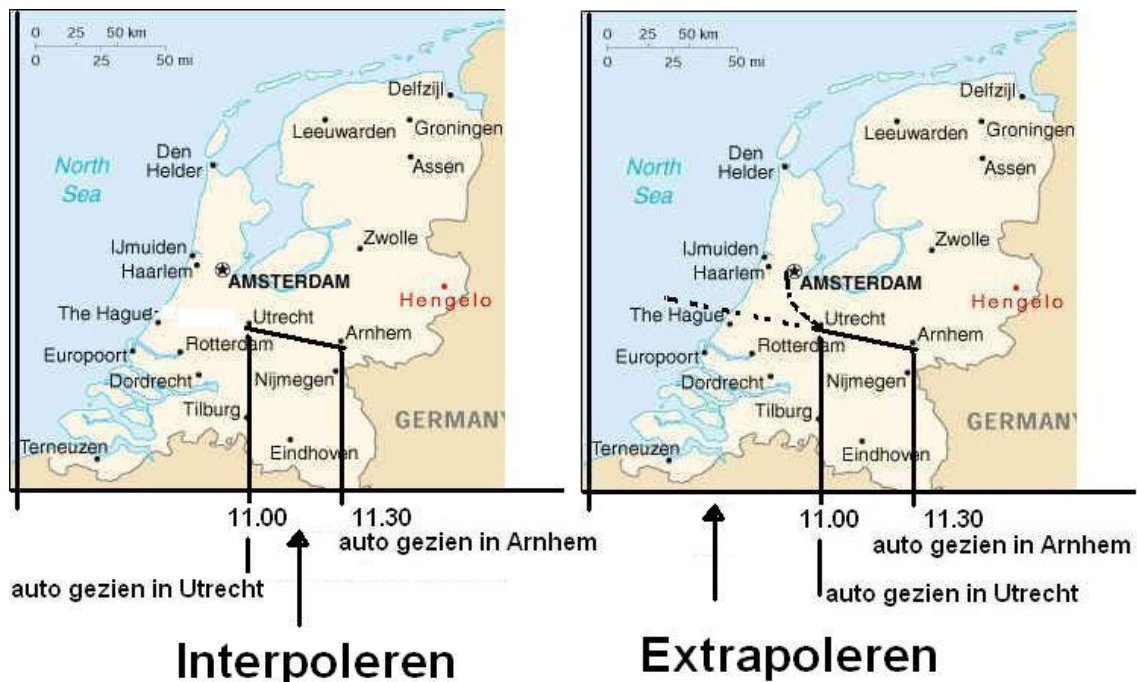 0 25 50 km
0 25 50 mi
Delfzijl
Leeuwarden
Groningen
Den
Helder
Assen
North
Sea
Zwolle
IJmuiden
Haarlem
AMSTERDAM
Hengelo
The Hague
Utrecht
Arnhem
Europoort
Rotterdam
Dordrecht
Nijmegen
Tilburg
GERMANY
Terneuzen
Eindhoven
11.00
11.30
auto gezien in Arnhem
auto gezien in Utrecht
Interpoleren
0 25 50 km
0 25 50 mi
Delfzijl
Leeuwarden
Groningen
Den
Helder
Assen
North
Sea
Zwolle
IJmuiden
Haarlem
AMSTERDAM
Hengelo
The Hague
Utrecht
Arnhem
Europoort
Rotterdam
Dordrecht
Nijmegen
Tilburg
GERMANY
Terneuzen
Eindhoven
11.00
11.30
auto gezien in Arnhem
auto gezien in Utrecht
Extrapoleren